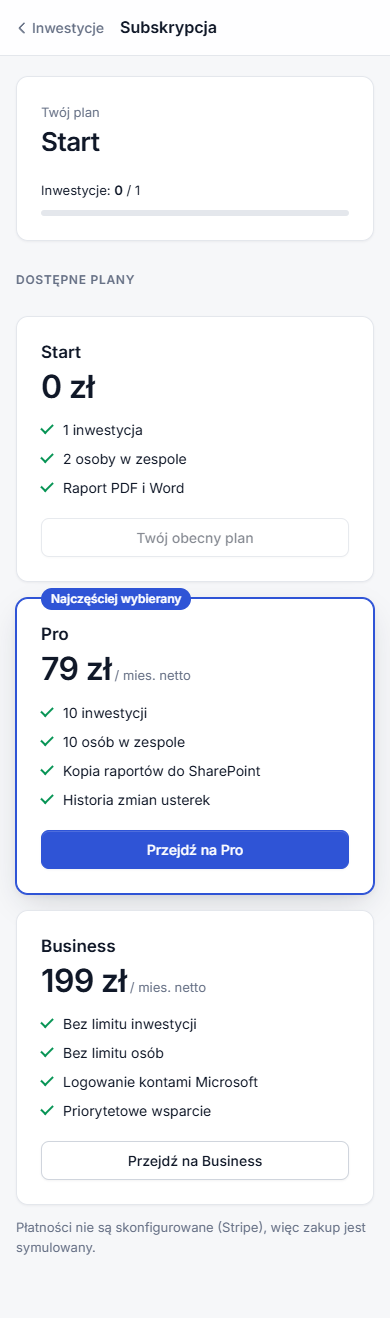 Inwestycje Subskrypcja
Twój plan
Start
Inwestycje: 0 / 1
DOSTĘPNE PLANY
Start
0 zł
1 inwestycja
2 osoby w zespole
Raport PDF i Word
Twój obecny plan
Najczęściej wybierany
Pro
79 zł / mies. netto
10 inwestycji
10 osób w zespole
Kopia raportów do SharePoint
Historia zmian usterek
Przejdź na Pro
Business
199 zł / mies. netto
Bez limitu inwestycji
Bez limitu osób
Logowanie kontami Microsoft
Priorytetowe wsparcie
Przejdź na Business
Płatności nie są skonfigurowane (Stripe), więc zakup jest
symulowany.